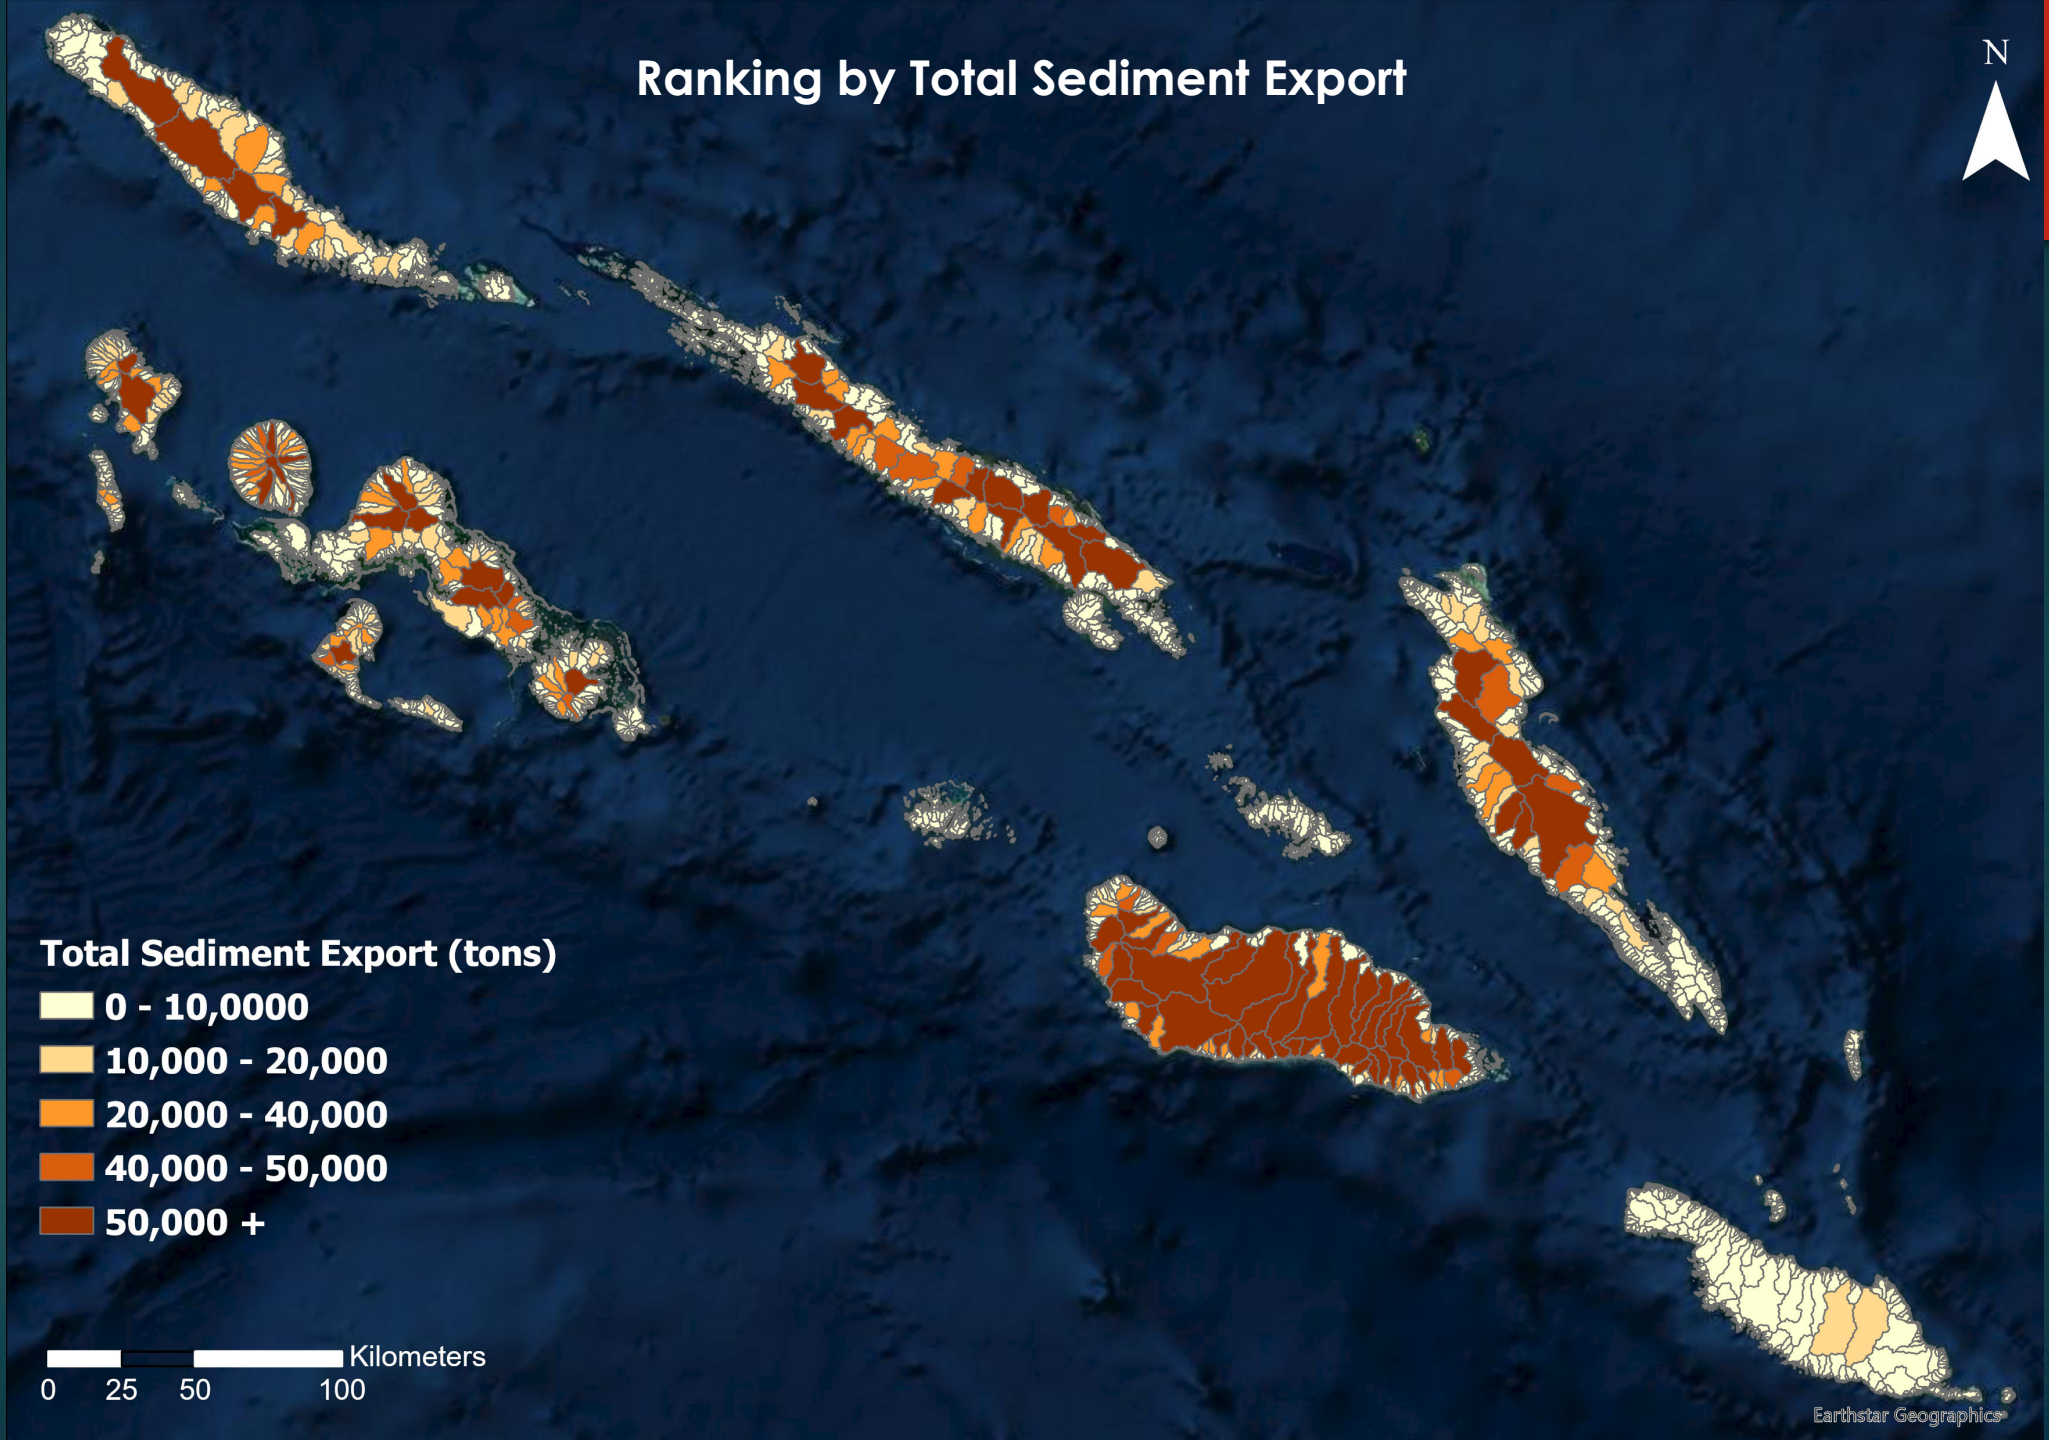 Ranking by Total Sediment Export
N
Total Sediment Export (tons)
0 - 10,0000
10,000 - 20,000
20,000 - 40,000
40,000 - 50,000
50,000 +
Kilometers
0 25 50 100
Earthstar Geographics